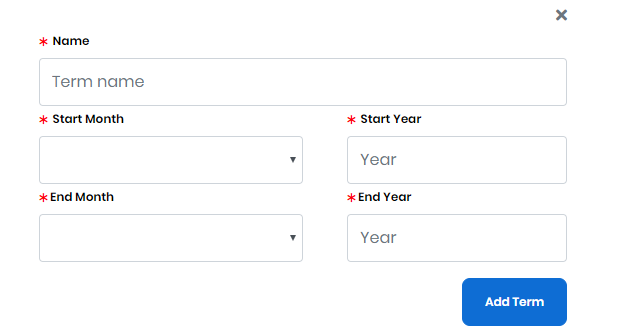 * Name
Term name
* Start Month
* Start Year
Year
* End Month
* End Year
Year
Add Term